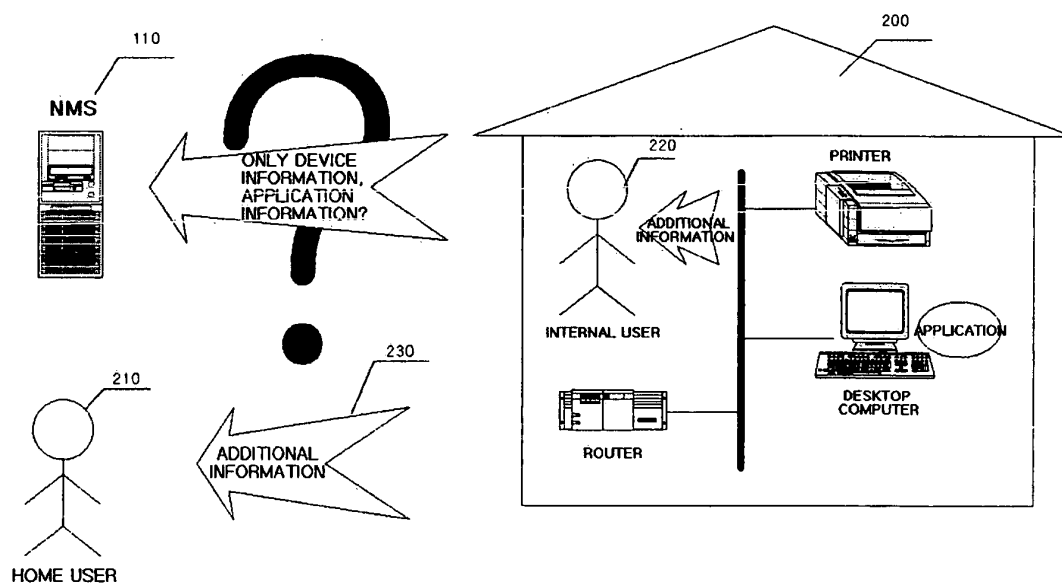 110
NMS
ONLY DEVICE
INFORMATION,
APPLICATION
INFORMATION?
200
220
PRINTER
ADDITIONAL
INFORMATION
INTERNAL USER
APPLICATION
DESKTOP
COMPUTER
ROUTER
210
230
ADDITIONAL
INFORMATION
HOME USER